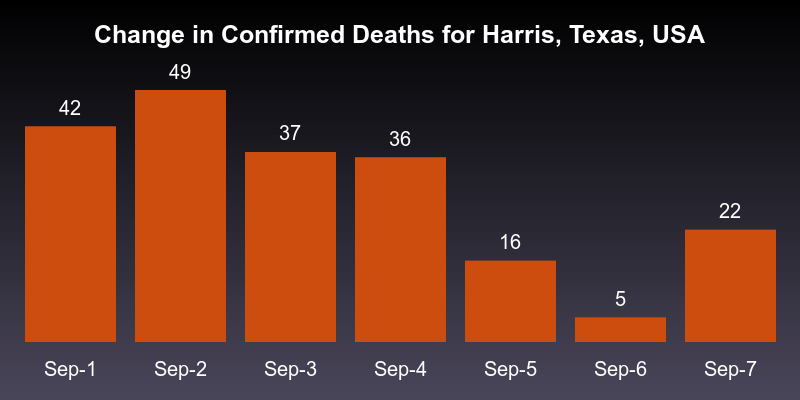 Change in Confirmed Deaths for Harris, Texas, USA
42
49
37
36
16
5
22
Sep-1
Sep-2
Sep-3
Sep-4
Sep-5
Sep-6
Sep-7